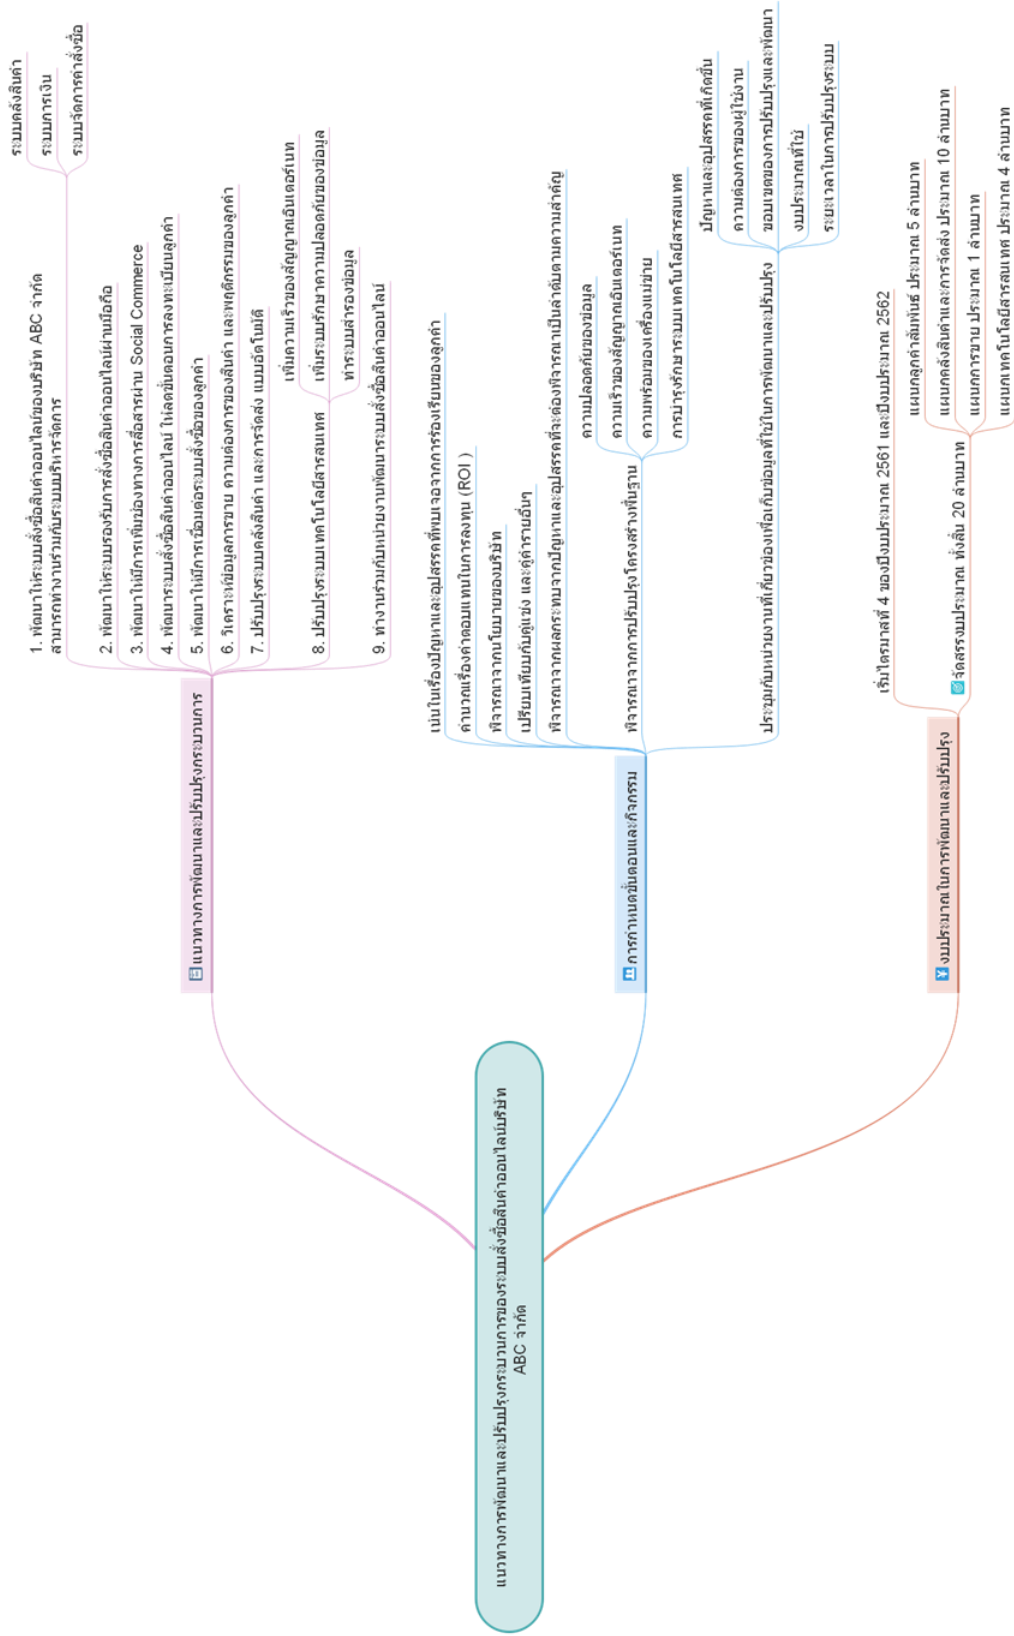 แนวทางการพัฒนาและปรับปรุงกระบวนการของระบบสั่งซื้อสินค้าออนไลน์บริษัท
ABC จำกัด
แนวทางการพัฒนาและปรับปรุงกระบวนการ
1. พัฒนาให้ระบบสั่งซื้อสินค้าออนไลน์ของบริษัท ABC จำกัด
สามารถทำงานร่วมกับระบบบริหารจัดการ
ระบบคลังสินค้า
ระบบการเงิน
ระบบจัดการคำสั่งซื้อ
2. พัฒนาให้ระบบรองรับการสั่งซื้อสินค้าออนไลน์ผ่านมือถือ
3. พัฒนาให้มีการเพิ่มช่องทางการสื่อสารผ่าน Social Commerce
4. พัฒนาระบบสั่งซื้อสินค้าออนไลน์ ให้ลดขั้นตอนการลงทะเบียนลูกค้า
5. พัฒนาให้มีการเชื่อมต่อระบบสั่งซื้อของลูกค้า
6. วิเคราะห์ข้อมูลการขาย ความต้องการของสินค้า และพฤติกรรมของลูกค้า
7. ปรับปรุงระบบคลังสินค้า และการจัดส่ง แบบอัตโนมัติ
8. ปรับปรุงระบบเทคโนโลยีสารสนเทศ
เพิ่มความเร็วของสัญญาณอินเตอร์เนท
เพิ่มระบบรักษาความปลอดภัยของข้อมูล
ทำระบบสำรองข้อมูล
9. ทำงานร่วมกับหน่วยงานพัฒนาระบบสั่งซื้อสินค้าออนไลน์
การกำหนดขั้นตอนและกิจกรรม
เน้นในเรื่องปัญหาและอุปสรรคที่พบเจอจากการร้องเรียนของลูกค้า
คำนวณเรื่องค่าตอบแทนในการลงทุน (ROI )
พิจารณาจากนโยบายของบริษัท
เปรียบเทียบกับคู่แข่ง และคู่ค้ารายอื่นๆ
พิจารณาจากผลกระทบจากปัญหาและอุปสรรคที่จะต้องพิจารณาเป็นลำดับตามความสำคัญ
พิจารณาจากการปรับปรุงโครงสร้างพื้นฐาน
ความปลอดภัยของข้อมูล
ความเร็วของสัญญาณอินเตอร์เนท
ความพร้อมของเครื่องแม่ข่าย
การบำรุงรักษาระบบเทคโนโลยีสารสนเทศ
ประชุมกับหน่วยงานที่เกี่ยวข้องเพื่อเก็บข้อมูลที่ใช้ในการพัฒนาและปรับปรุง
ปัญหาและอุปสรรคที่เกิดขึ้น
ความต้องการของผู้ใช้งาน
ขอบเขตของการปรับปรุงและพัฒนา
งบประมาณที่ใช้
ระยะเวลาในการปรับปรุงระบบ
งบประมาณในการพัฒนาและปรับปรุง
เริ่มไตรมาสที่ 4 ของปีงบประมาณ 2561 และปีงบประมาณ 2562
จัดสรรงบประมาณ ทั้งสิ้น 20 ล้านบาท
แผนกลูกค้าสัมพันธ์ ประมาณ 5 ล้านบาท
แผนกคลังสินค้าและการจัดส่ง ประมาณ 10 ล้านบาท
แผนกการขาย ประมาณ 1 ล้านบาท
แผนกเทคโนโลยีสารสนเทศ ประมาณ 4 ล้านบาท